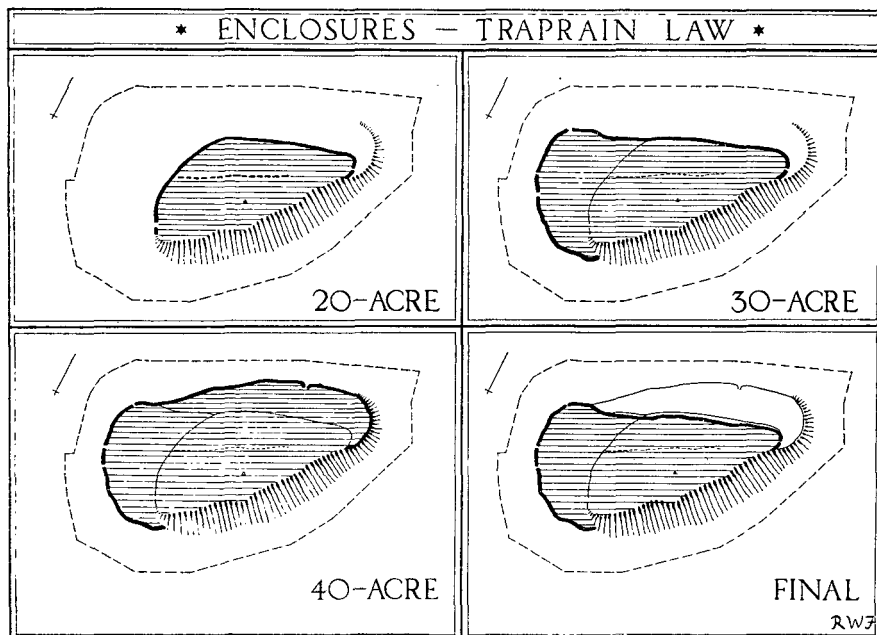 * ENCLOSURES — TRAPRAIN LAW *
20-ACRE
30-ACRE
40-ACRE
FINAL
RWF